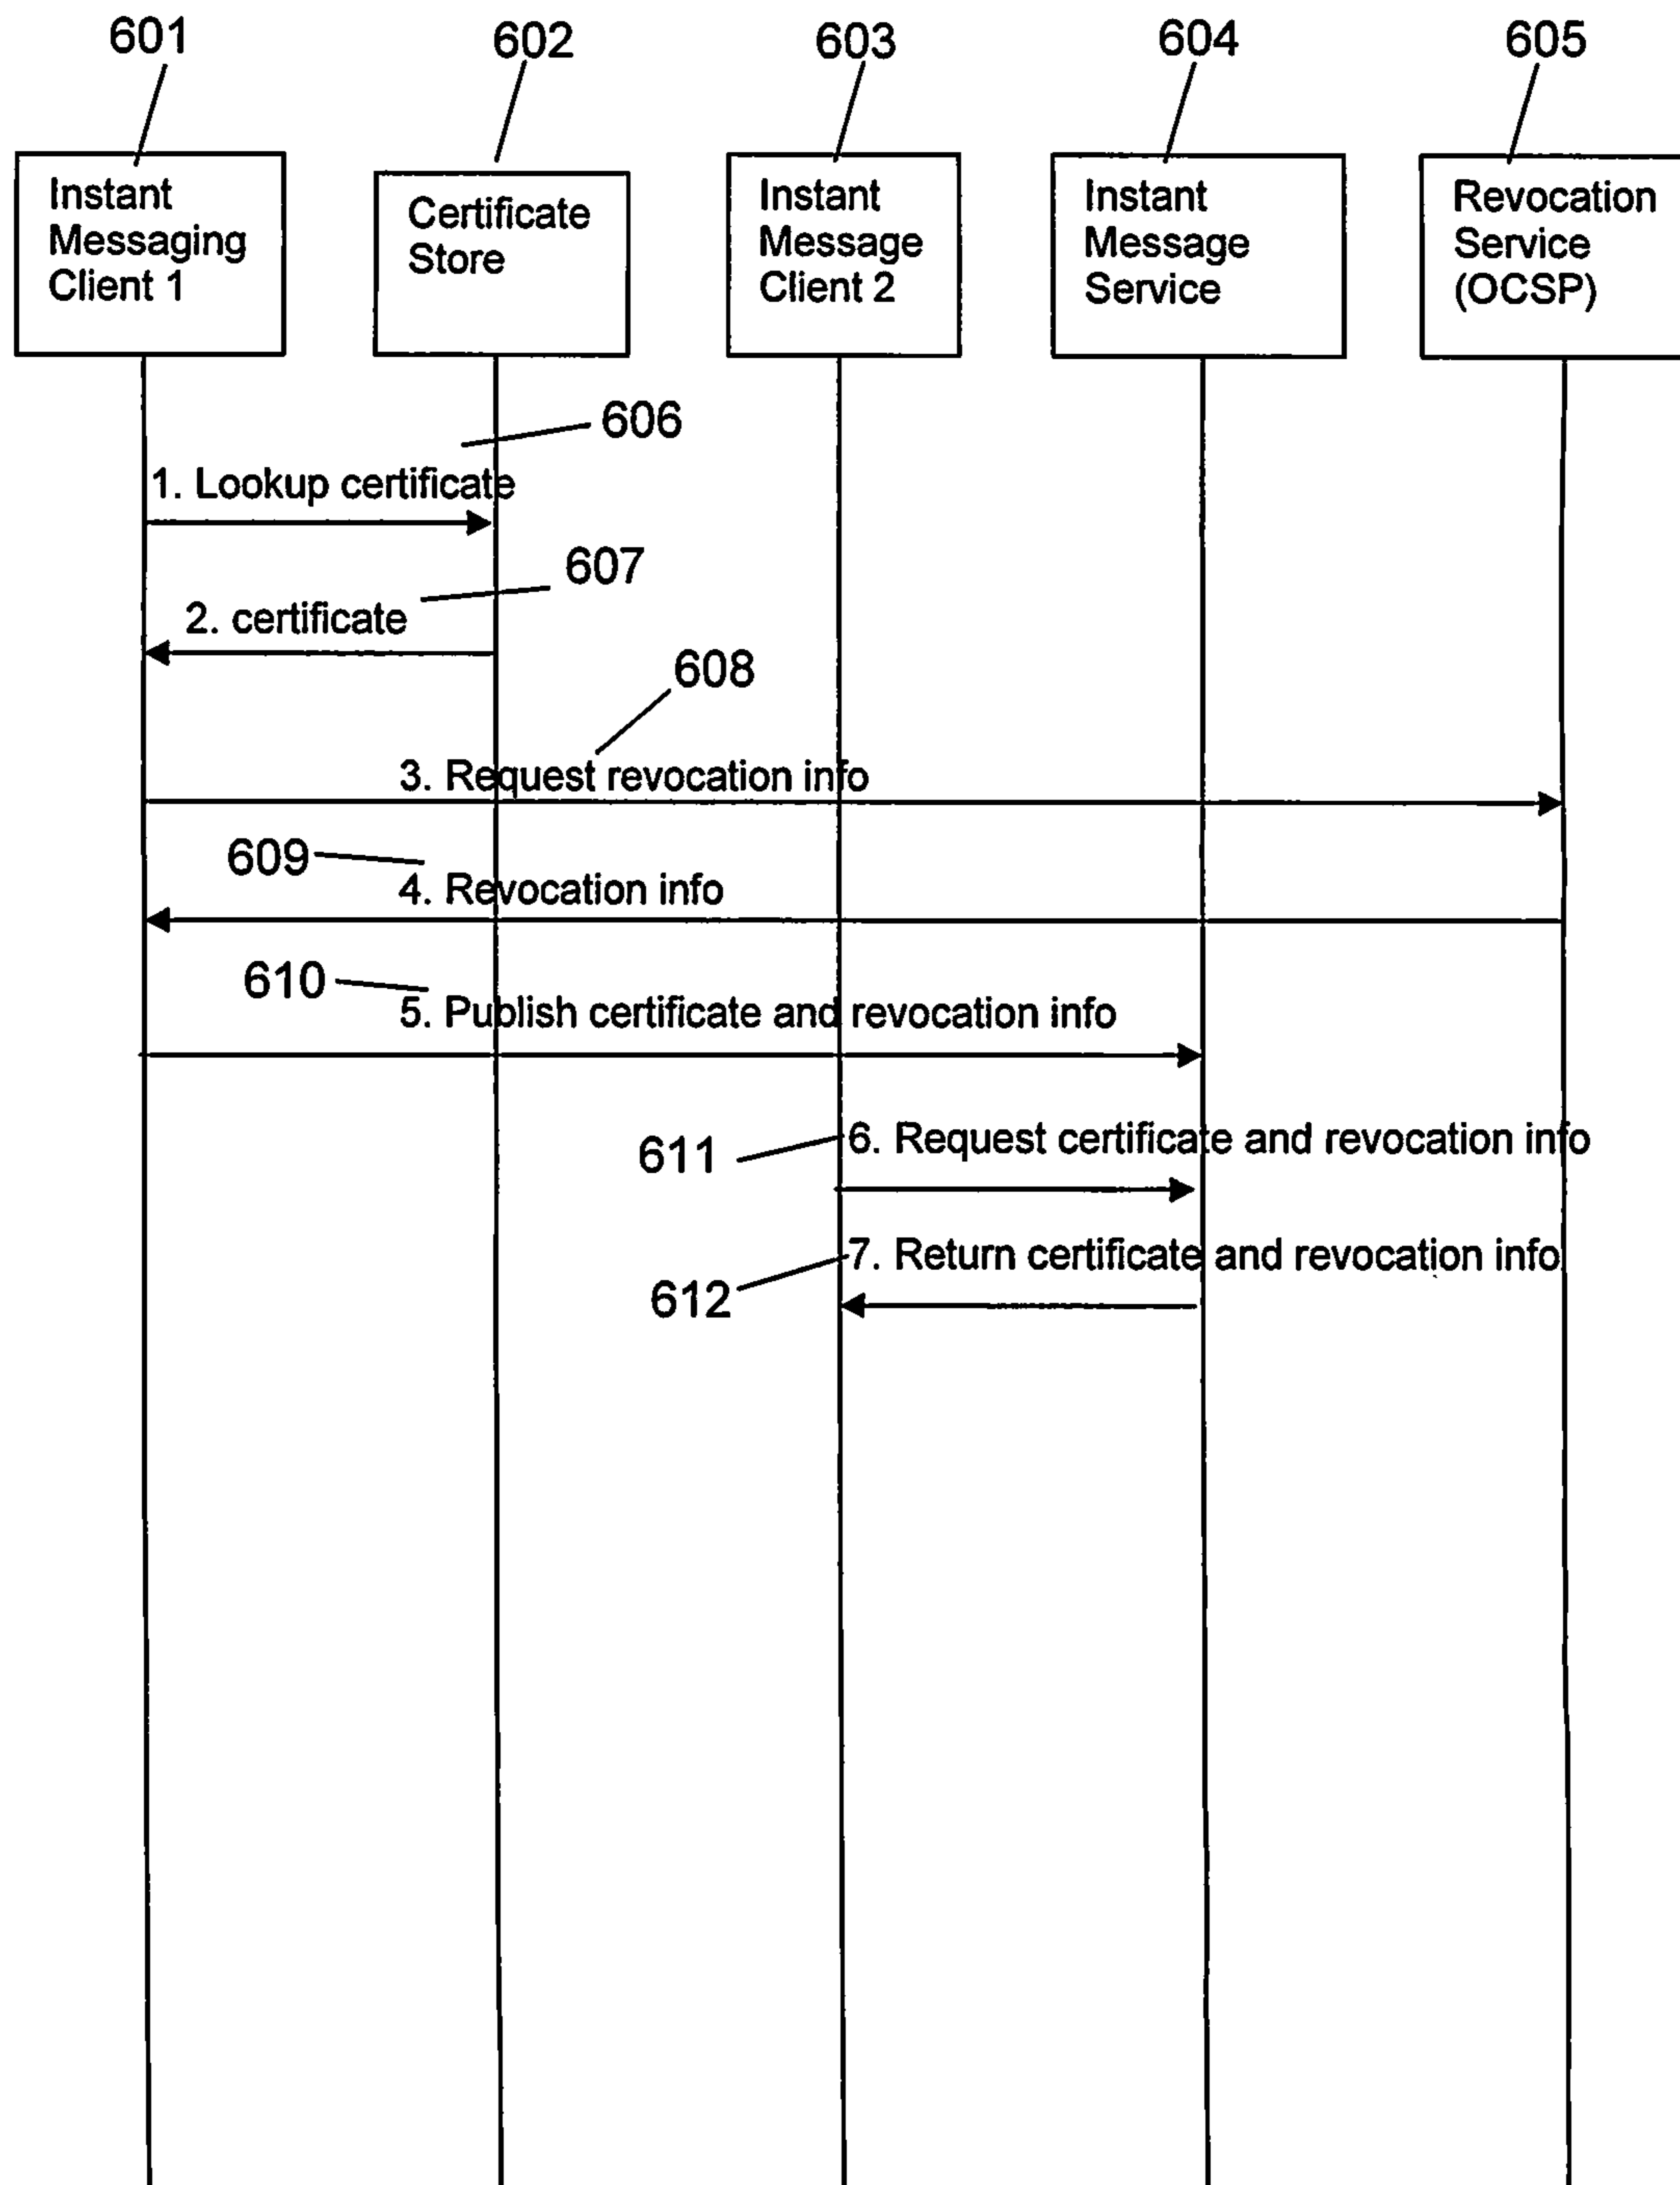 601
602
603
604
605
Instant
Messaging
Client 1
Certificate
Store
Instant
Message
Client 2
Instant
Message
Service
Revocation
Service
(OCSP)
606
1. Lookup certificate
607
2. certificate
608
3. Request revocation info
609
4. Revocation info
610
5. Publish certificate and revocation info
611
6. Request certificate and revocation info
7. Return certificate and revocation info
612